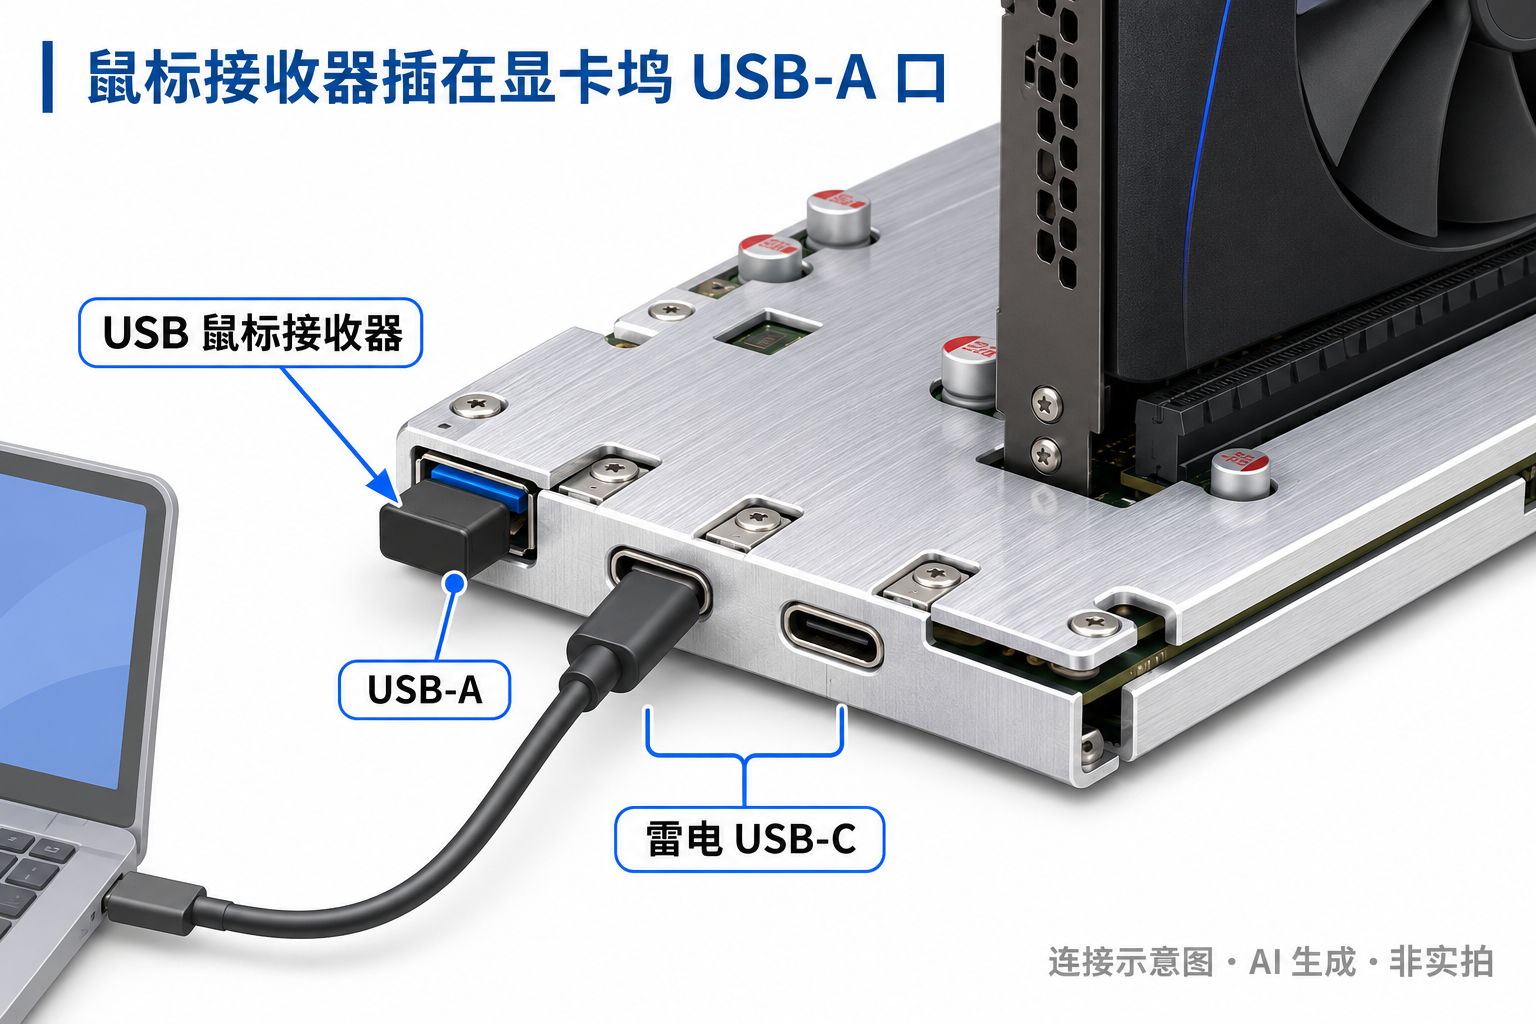 鼠标接收器插在显卡坞 USB-A 口
USB 鼠标接收器
USB-A
雷电 USB-C
连接示意图・AI 生成・非实拍